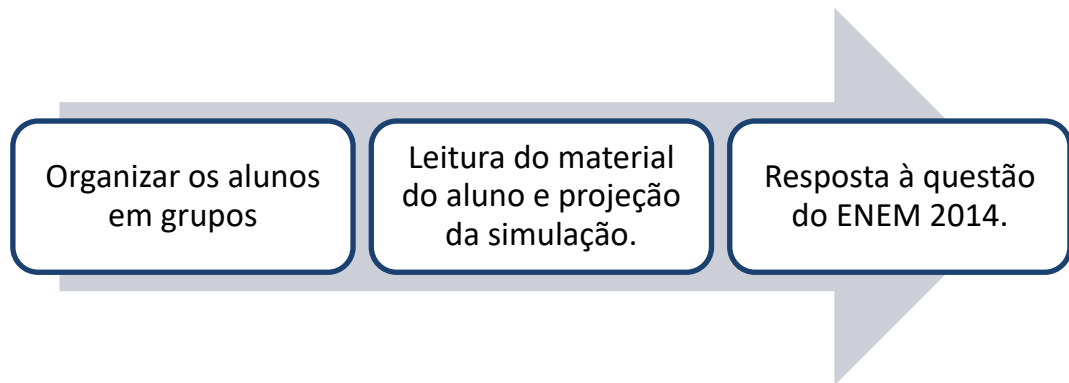 Organizar os alunos
em grupos
Leitura do material
do aluno e projeção
da simulação.
Resposta à questão
do ENEM 2014.